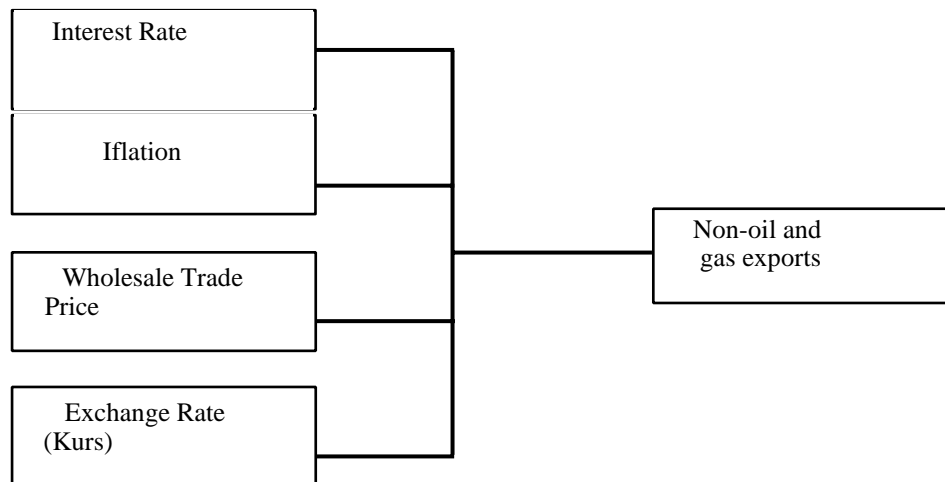 Interest Rate
Iflation
Wholesale Trade
Price
Exchange Rate
(Kurs)
Non-oil and
gas exports